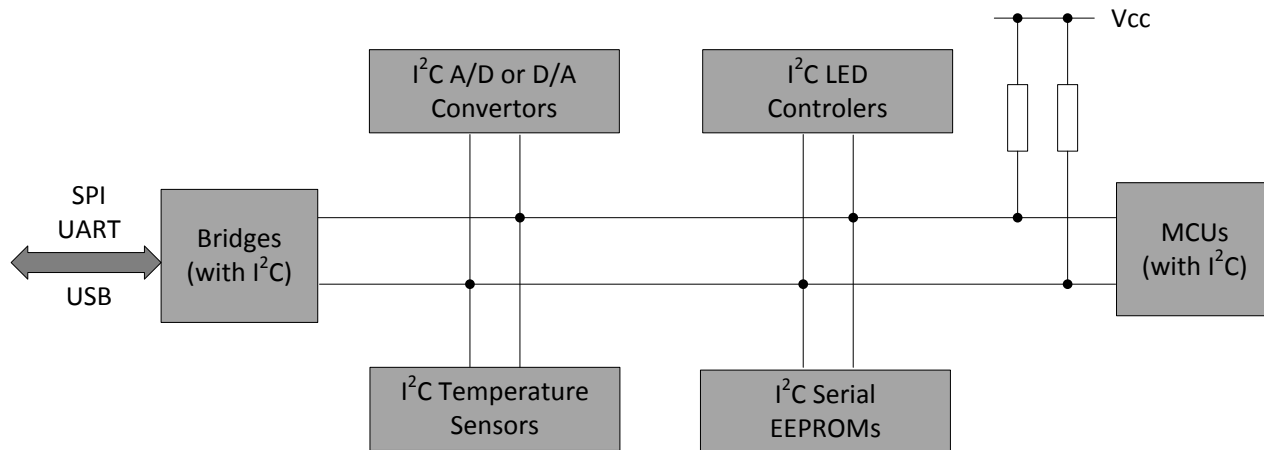 Vcc
I²C A/D or D/A
Convertors
I²C LED
Controlers
SPI
UART
USB
Bridges
(with I²C)
MCUs
(with I²C)
I²C Temperature
Sensors
I²C Serial
EEPROMs